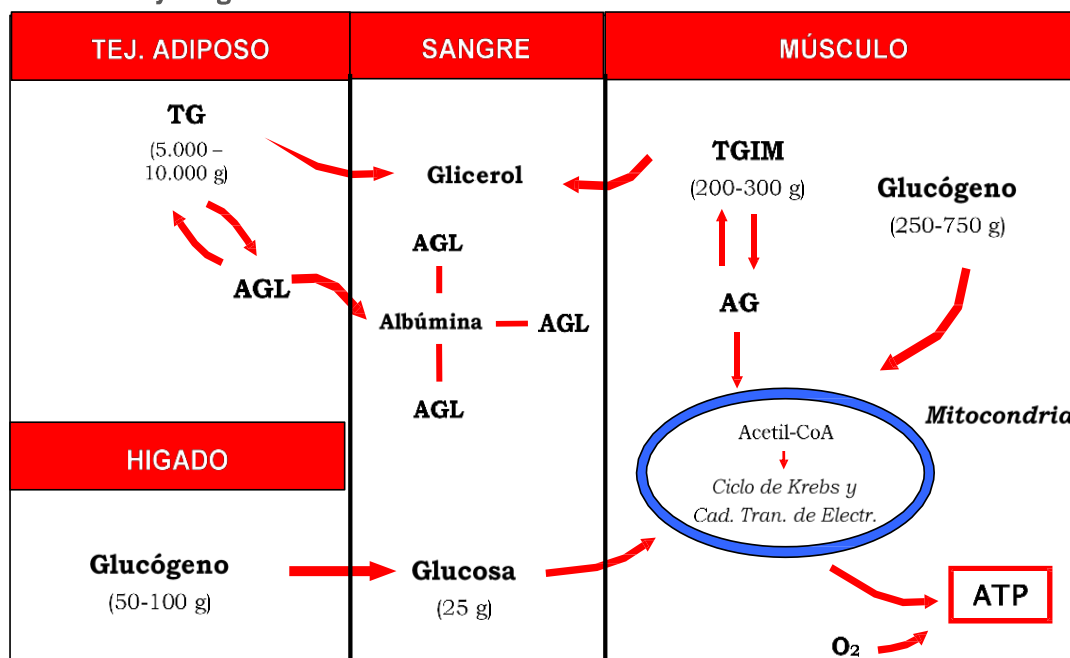 TEJ. ADIPOSO
SANGRE
MÚSCULO
TG
(5.000 –
10.000 g)
AGL
Glicerol
AGL
Albúmina
AGL
AGL
TGIM
(200-300 g)
Glucógeno
(250-750 g)
AG
Mitocondria
Acetil-CoA
Ciclo de Krebs y
Cad. Tran. de Electr.
HIGADO
Glucógeno
(50-100 g)
Glucosa
(25 g)
ATP
O₂